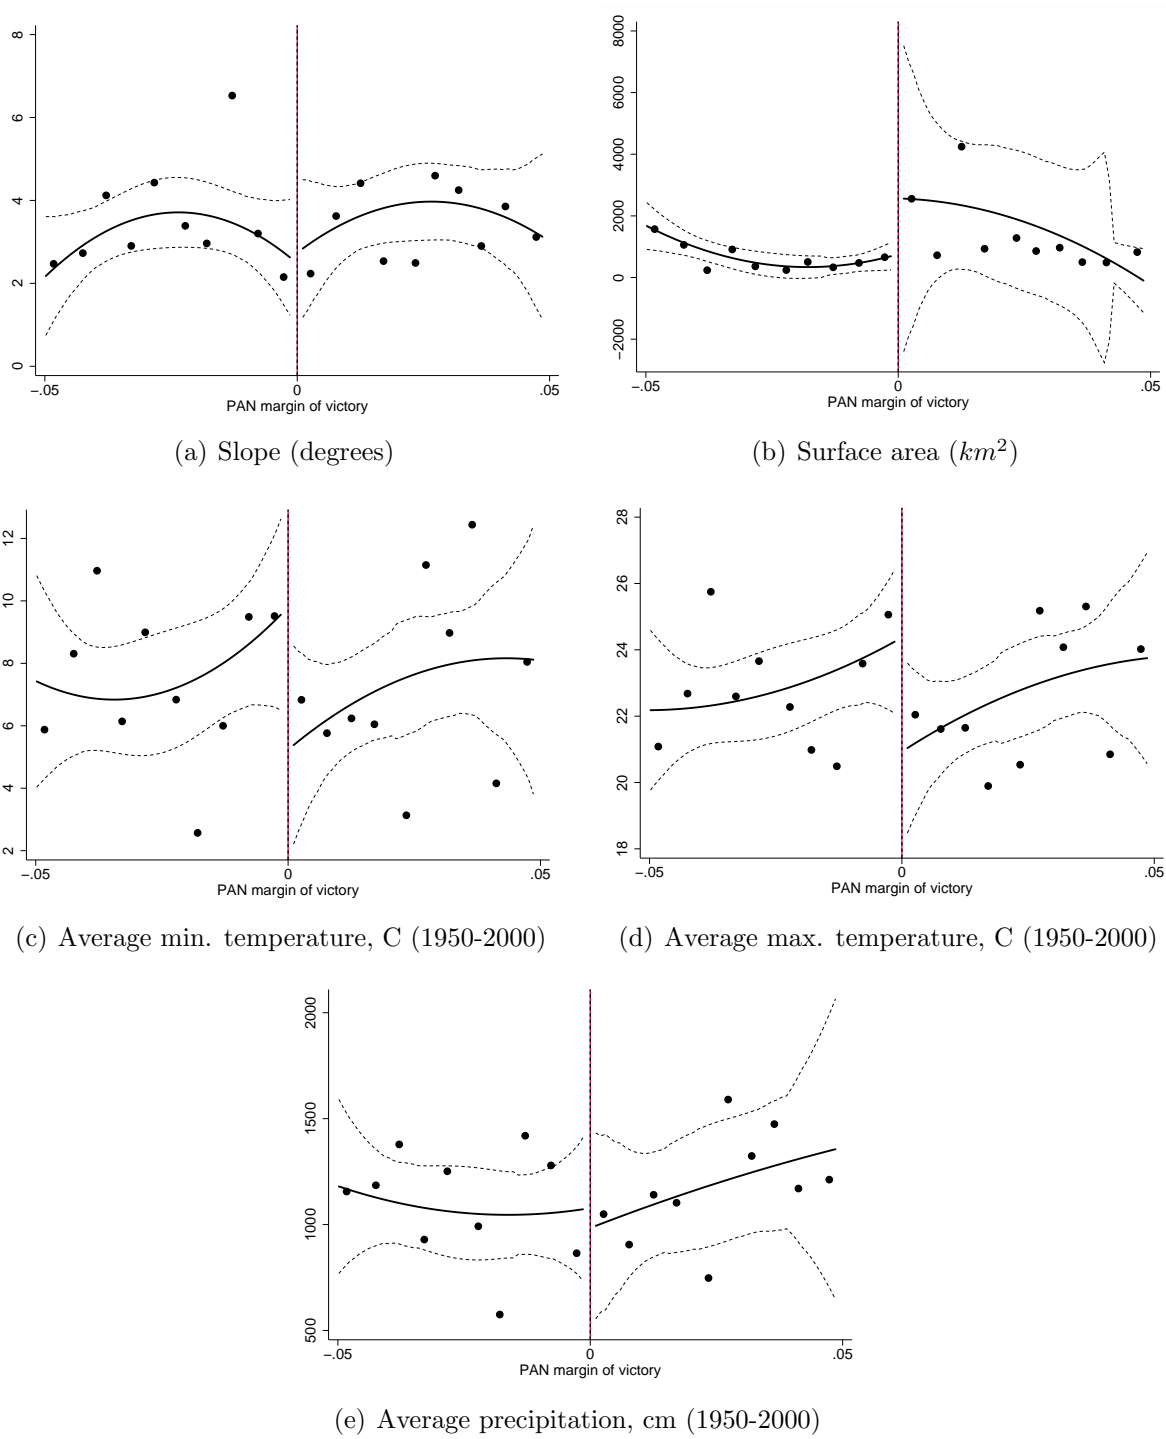 8
6
4
2
0
−.05 0 .05
PAN margin of victory
(a) Slope (degrees)
8000
6000
4000
2000
0
−2000
−.05 0 .05
PAN margin of victory
(b) Surface area (km²)
12
10
8
6
4
2
−.05 0 .05
PAN margin of victory
(c) Average min. temperature, C (1950-2000)
28
26
24
22
20
18
−.05 0 .05
PAN margin of victory
(d) Average max. temperature, C (1950-2000)
2000
1500
1000
500
−.05 0 .05
PAN margin of victory
(e) Average precipitation, cm (1950-2000)